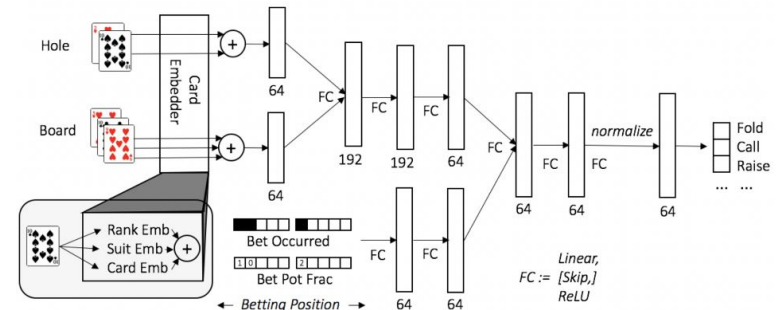 Hole
Board
Card
Embedder
64
64
FC
192
FC
192
FC
64
FC
64
FC
64
FC
normalize
64
Fold
Call
Raise
... ...
Rank Emb
Suit Emb
Card Emb
Bet Occurred
1 0 2
Bet Pot Frac
Betting Position
FC
64
FC
64
Linear,
FC := [Skip,]
ReLU